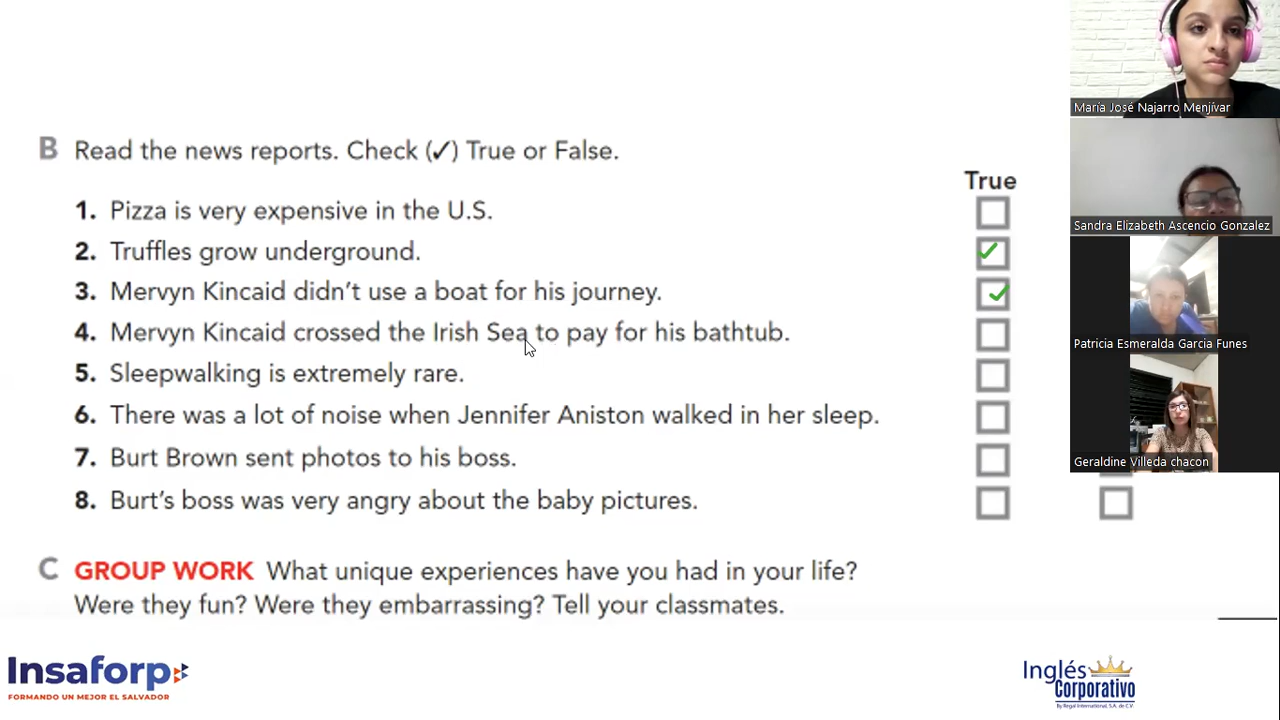 B Read the news reports. Check (✓) True or False.
True
1. Pizza is very expensive in the U.S.
2. Truffles grow underground.
3. Mervyn Kincaid didn't use a boat for his journey.
4. Mervyn Kincaid crossed the Irish Sea to pay for his bathtub.
5. Sleepwalking is extremely rare.
6. There was a lot of noise when Jennifer Aniston walked in her sleep.
7. Burt Brown sent photos to his boss.
8. Burt's boss was very angry about the baby pictures.
C GROUP WORK What unique experiences have you had in your life?
Were they fun? Were they embarrassing? Tell your classmates.
Insaforp
FORMANDO UN MEJOR EL SALVADOR
Inglés
Corporativo
By Regal International, S.A. de C.V.
María José Najarro Menjívar
Sandra Elizabeth Ascencio Gonzalez
Patricia Esmeralda Garcia Funes
Geraldine Villeda chacon